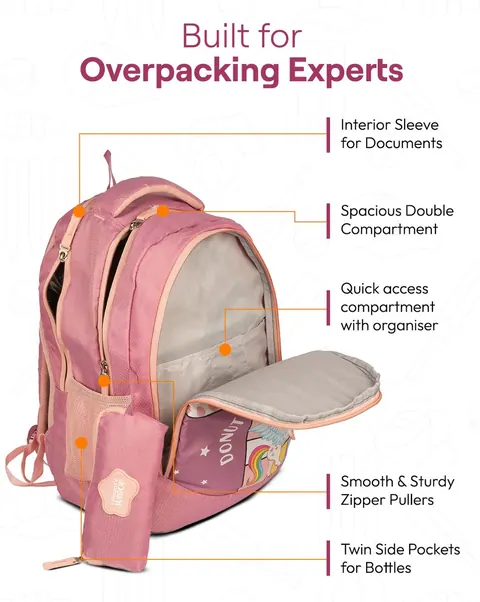 Built for
Overpacking Experts
Interior Sleeve
for Documents
Spacious Double
Compartment
Quick access
compartment
with organiser
DONUT
Smooth & Sturdy
Zipper Pullers
Twin Side Pockets
for Bottles